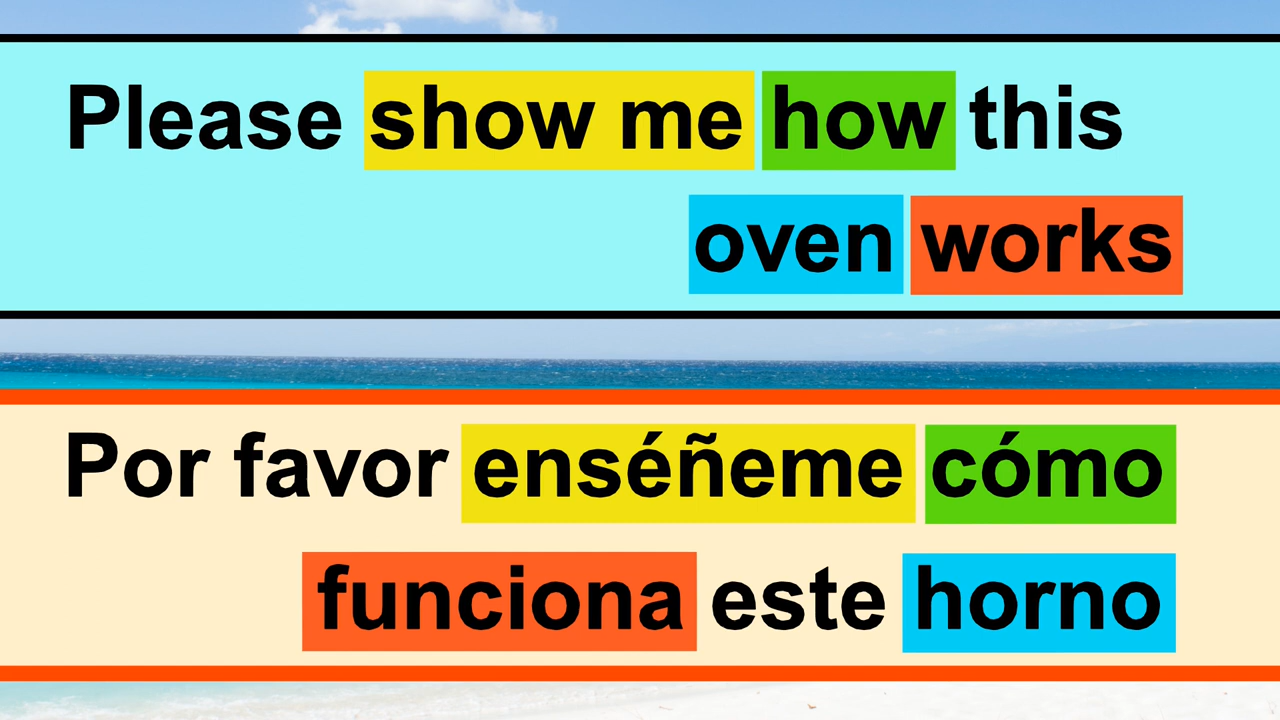 Please show me how this
oven works
Por favor enséñeme cómo
funciona este horno